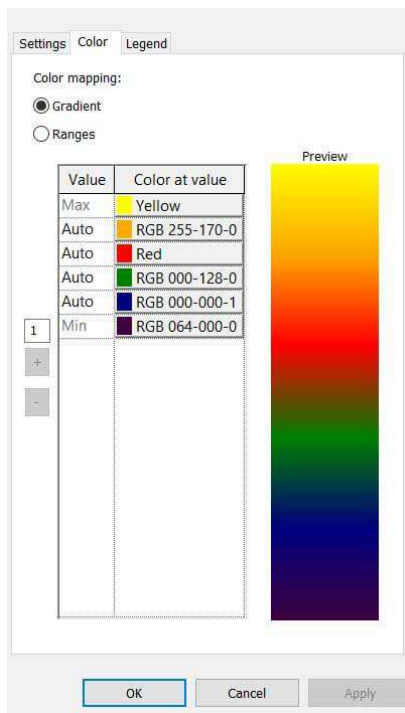 Settings Color Legend
Color mapping:
Gradient
Ranges
Preview
Value Color at value
Max Yellow
Auto RGB 255-170-0
Auto Red
Auto RGB 000-128-0
Auto RGB 000-000-1
1 Min RGB 064-000-0
+
-
OK Cancel Apply